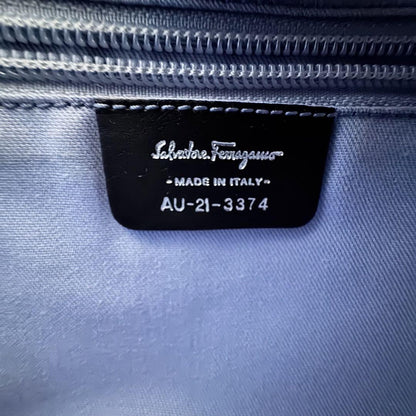 Salvatore Ferragamo
-MADE IN ITALY-
AU-21-3374